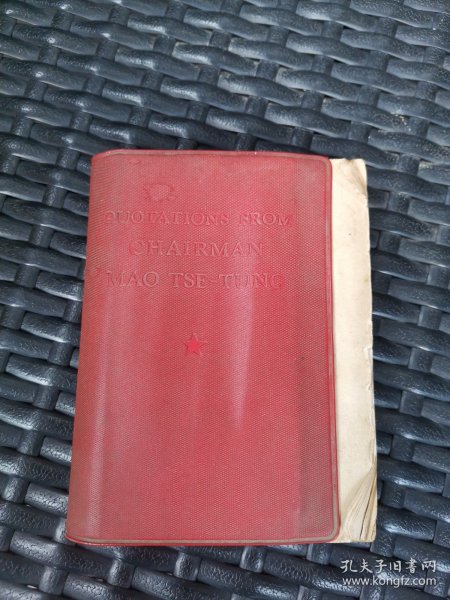 QUOTATIONS FROM
CHAIRMAN
MAO TSE-TUNG
孔夫子旧书网
www.kongfz.com